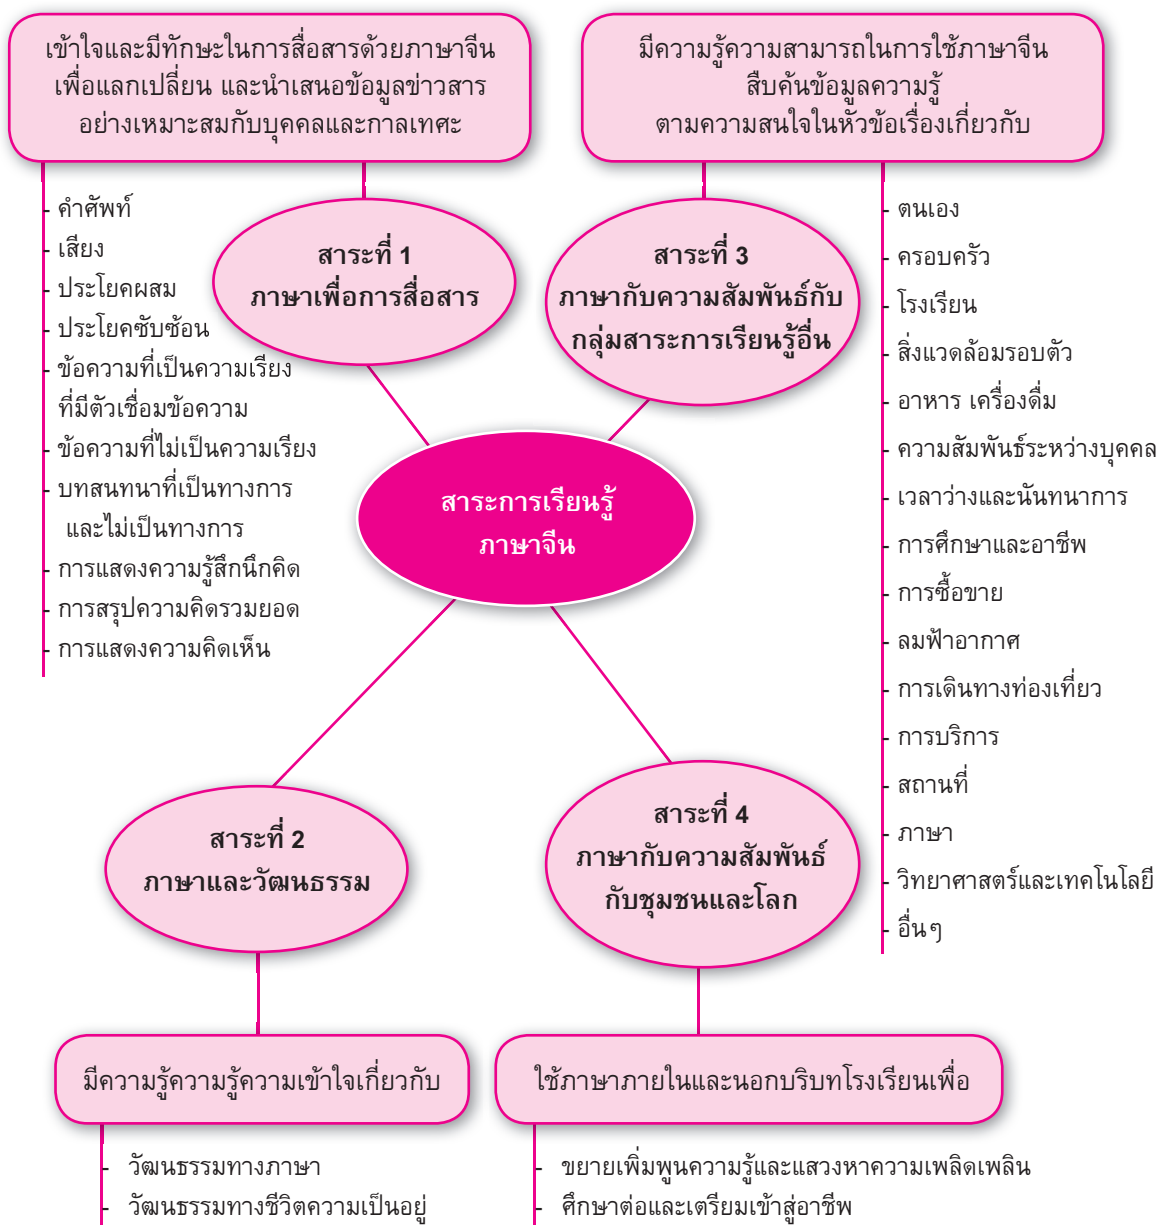 เข้าใจและมีทักษะในการสื่อสารด้วยภาษาจีน
เพื่อแลกเปลี่ยน และนำเสนอข้อมูลข่าวสาร
อย่างเหมาะสมกับบุคคลและกาลเทศะ
- คำศัพท์
- เสียง
- ประโยคผสม
- ประโยคซับซ้อน
- ข้อความที่เป็นความเรียง
ที่มีตัวเชื่อมข้อความ
- ข้อความที่ไม่เป็นความเรียง
- บทสนทนาที่เป็นทางการ
และไม่เป็นทางการ
- การแสดงความรู้สึกนึกคิด
- การสรุปความคิดรวมยอด
- การแสดงความคิดเห็น
สาระที่ 1
ภาษาเพื่อการสื่อสาร
มีความรู้ความสามารถในการใช้ภาษาจีน
สืบค้นข้อมูลความรู้
ตามความสนใจในหัวข้อเรื่องเกี่ยวกับ
สาระที่ 3
ภาษากับความสัมพันธ์กับ
กลุ่มสาระการเรียนรู้อื่น
- ตนเอง
- ครอบครัว
- โรงเรียน
- สิ่งแวดล้อมรอบตัว
- อาหาร เครื่องดื่ม
- ความสัมพันธ์ระหว่างบุคคล
- เวลาว่างและนันทนาการ
- การศึกษาและอาชีพ
- การซื้อขาย
- ลมฟ้าอากาศ
- การเดินทางท่องเที่ยว
- การบริการ
- สถานที่
- ภาษา
- วิทยาศาสตร์และเทคโนโลยี
- อื่นๆ
สาระการเรียนรู้
ภาษาจีน
สาระที่ 2
ภาษาและวัฒนธรรม
มีความรู้ความรู้ความเข้าใจเกี่ยวกับ
- วัฒนธรรมทางภาษา
- วัฒนธรรมทางชีวิตความเป็นอยู่
สาระที่ 4
ภาษากับความสัมพันธ์
กับชุมชนและโลก
ใช้ภาษาภายในและนอกบริบทโรงเรียนเพื่อ
- ขยายเพิ่มพูนความรู้และแสวงหาความเพลิดเพลิน
- ศึกษาต่อและเตรียมเข้าสู่อาชีพ